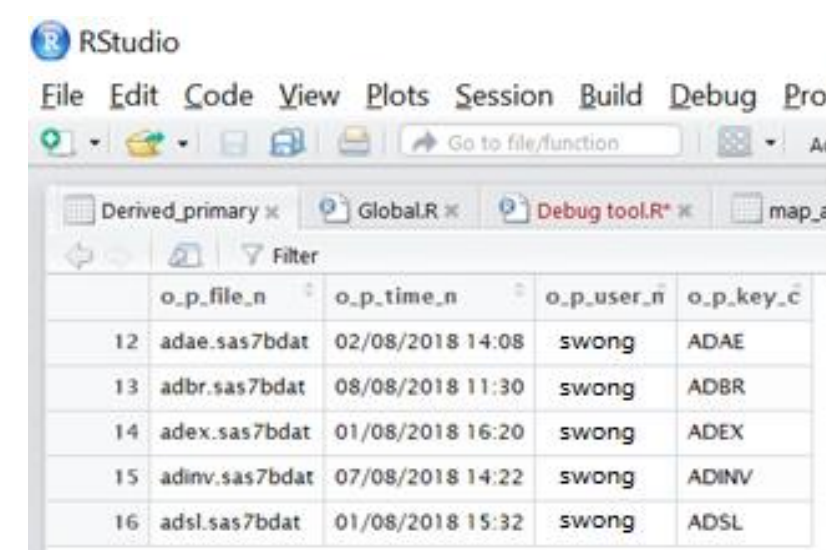 RStudio
File Edit Code View Plots Session Build Debug Pro
Go to file/function
Derived_primary Global.R Debug tool.R* map_a
Filter
o_p_file_n o_p_time_n o_p_user_n o_p_key_c
12 adae.sas7bdat 02/08/2018 14:08 swong ADAE
13 adbr.sas7bdat 08/08/2018 11:30 swong ADBR
14 adex.sas7bdat 01/08/2018 16:20 swong ADEX
15 adinv.sas7bdat 07/08/2018 14:22 swong ADINV
16 adsl.sas7bdat 01/08/2018 15:32 swong ADSL